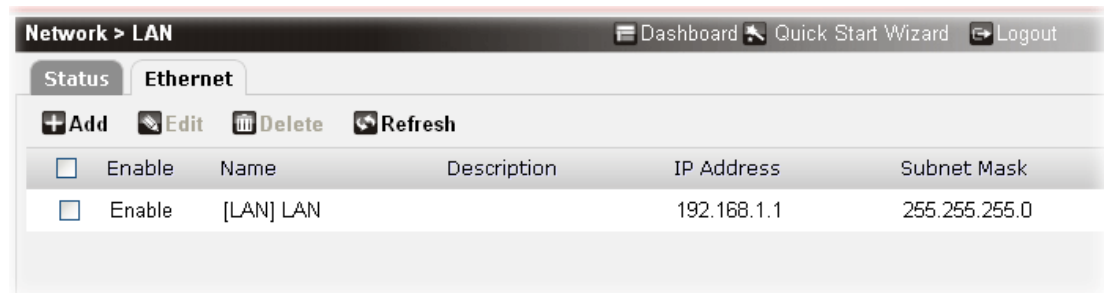 Network > LAN Dashboard Quick Start Wizard Logout
Status Ethernet
Add Edit Delete Refresh
Enable Name Description IP Address Subnet Mask
Enable [LAN] LAN 192.168.1.1 255.255.255.0